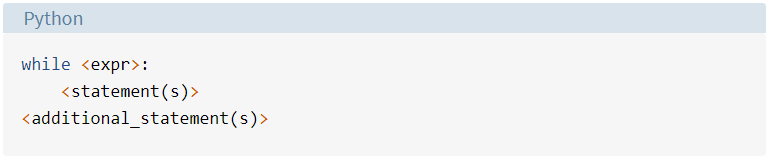 Python
while <expr>:
    <statement(s)>
<additional_statement(s)>